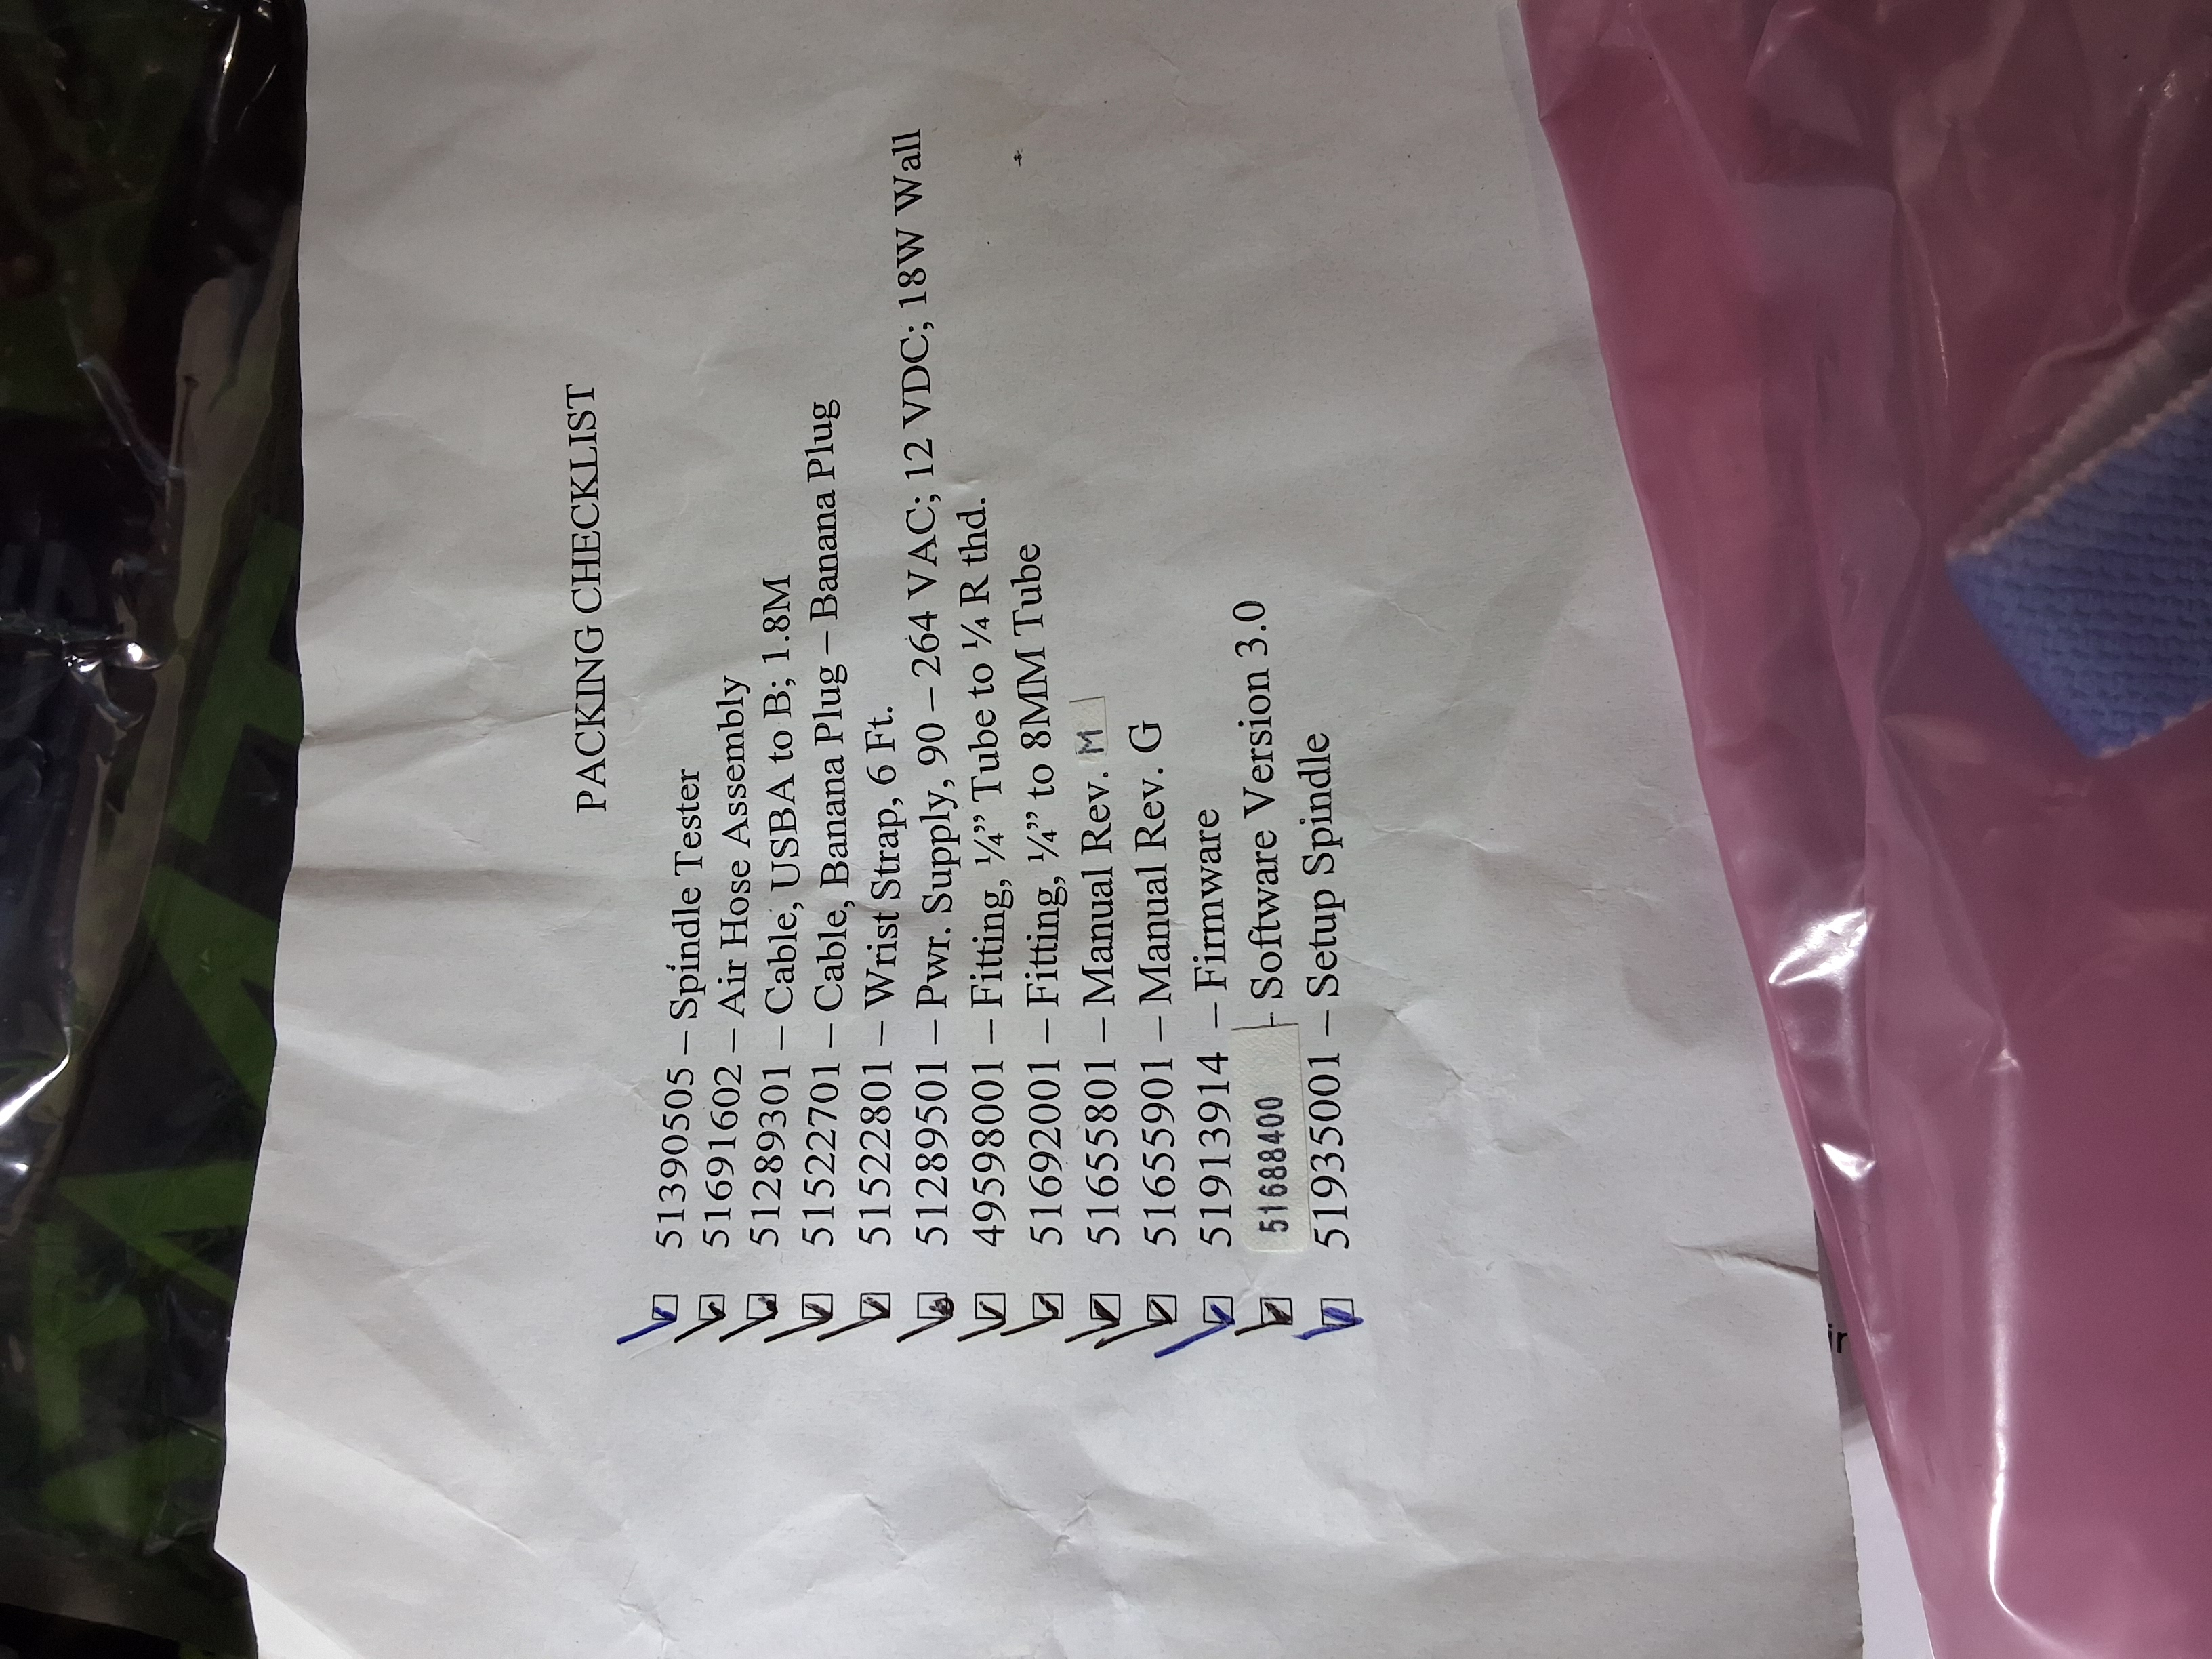 PACKING CHECKLIST
51390505 – Spindle Tester
51691602 – Air Hose Assembly
51289301 – Cable, USBA to B; 1.8M
51522701 – Cable, Banana Plug – Banana Plug
51522801 – Wrist Strap, 6 Ft.
51289501 – Pwr. Supply, 90 – 264 VAC; 12 VDC; 18W Wall
49598001 – Fitting, ¼” Tube to ¼ R thd.
51692001 – Fitting, ¼” to 8MM Tube
51655801 – Manual Rev. M
51655901 – Manual Rev. G
51913914 – Firmware
51688400 – Software Version 3.0
51935001 – Setup Spindle